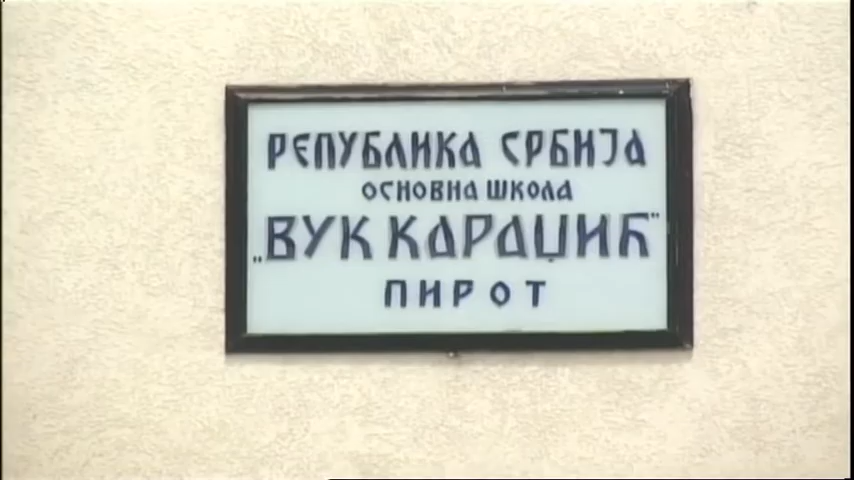 РЕПУБЛИКА СРБИЈА
ОСНОВНА ШКОЛА
„ВУК КАРАЏИЋ”
ПИРОТ